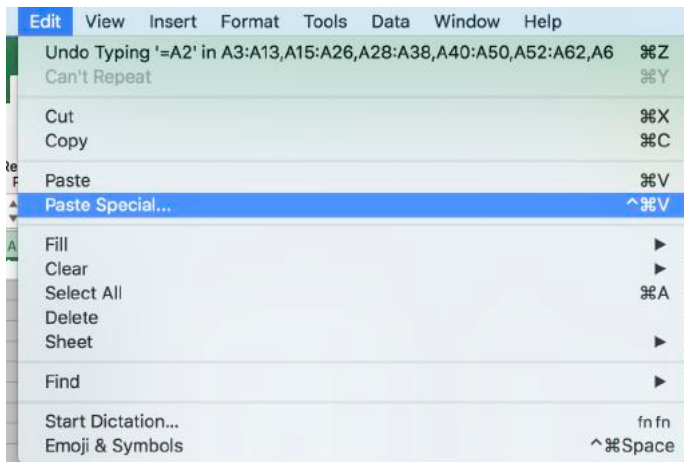 Edit View Insert Format Tools Data Window Help
Undo Typing '=A2' in A3:A13,A15:A26,A28:A38,A40:A50,A52:A62,A6 ⌘Z
Can't Repeat ⌘Y
Cut ⌘X
Copy ⌘C
Paste ⌘V
Paste Special... ^⌘V
Fill ▶
Clear ▶
Select All ⌘A
Delete
Sheet ▶
Find ▶
Start Dictation... fn fn
Emoji & Symbols ^⌘Space